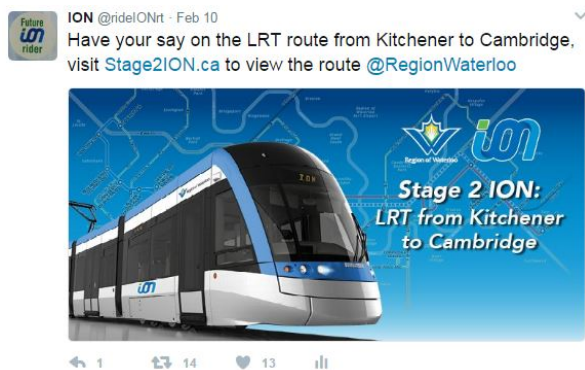 Future
ion
rider
ION @rideIONrt · Feb 10
Have your say on the LRT route from Kitchener to Cambridge,
visit Stage2ION.ca to view the route @RegionWaterloo
Region of Waterloo
ion
Stage 2 ION:
LRT from Kitchener
to Cambridge
ION
ion
1 14 13